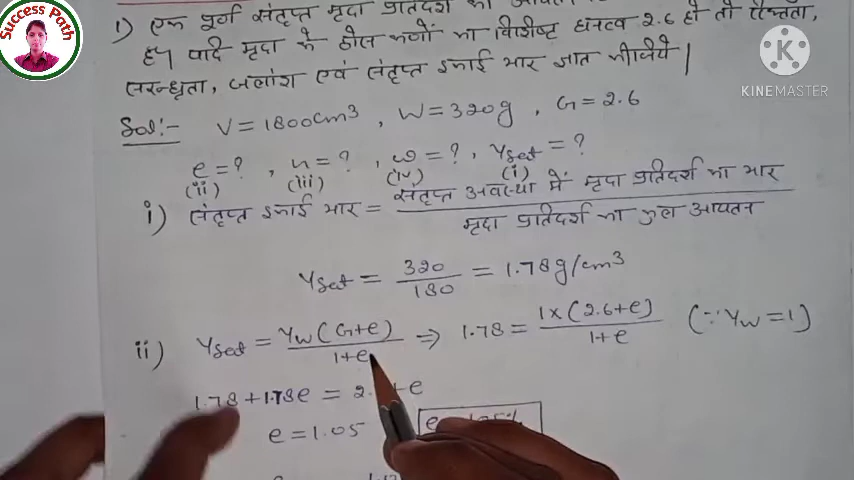 Success Path
KINEMASTER
1) एक पूर्ण संतृप्त मृदा प्रतिदर्श का आयतन
है। यदि मृदा के ठोस कणों का विशिष्ट घनत्व 2.6 हो तो रिक्तता,
सरन्ध्रता, जलांश एवं संतृप्त इकाई भार ज्ञात कीजिये।
Sol:- V = 1800cm3 , W = 320g , G = 2.6
e = ? , n = ? , w = ? , γsat = ?
(ii) (iii) (iv) (i)
i) संतृप्त इकाई भार = संतृप्त अवस्था में मृदा प्रतिदर्श का भार
मृदा प्रतिदर्श का कुल आयतन
γsat = 320/180 = 1.78 g/cm3
ii) γsat = γw(G+e)/1+e ⇒ 1.78 = 1×(2.6+e)/1+e (∵ γw = 1)
1.78 + 1.78e = 2. +e
e = 1.05